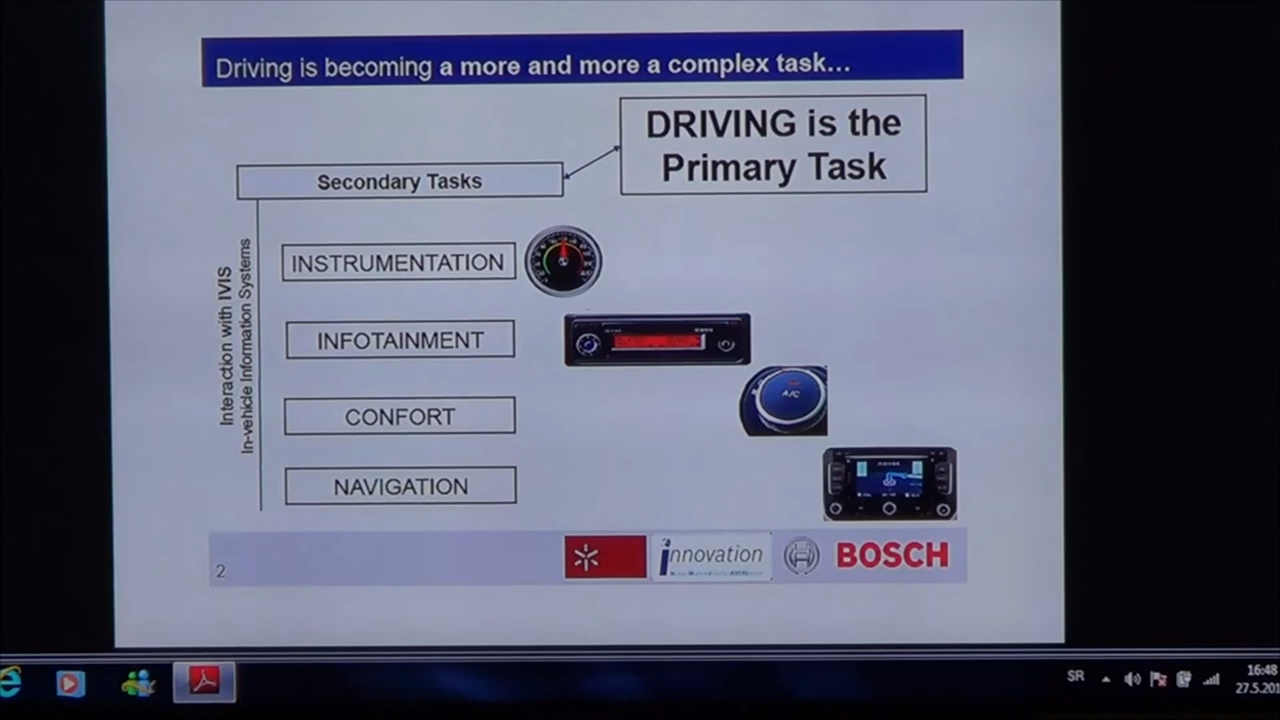 Driving is becoming a more and more a complex task...
DRIVING is the
Primary Task
Secondary Tasks
Interaction with IVIS
In-vehicle Information Systems
INSTRUMENTATION
INFOTAINMENT
CONFORT
A/C
NAVIGATION
2
innovation
BOSCH
SR
16:48
27.5.201